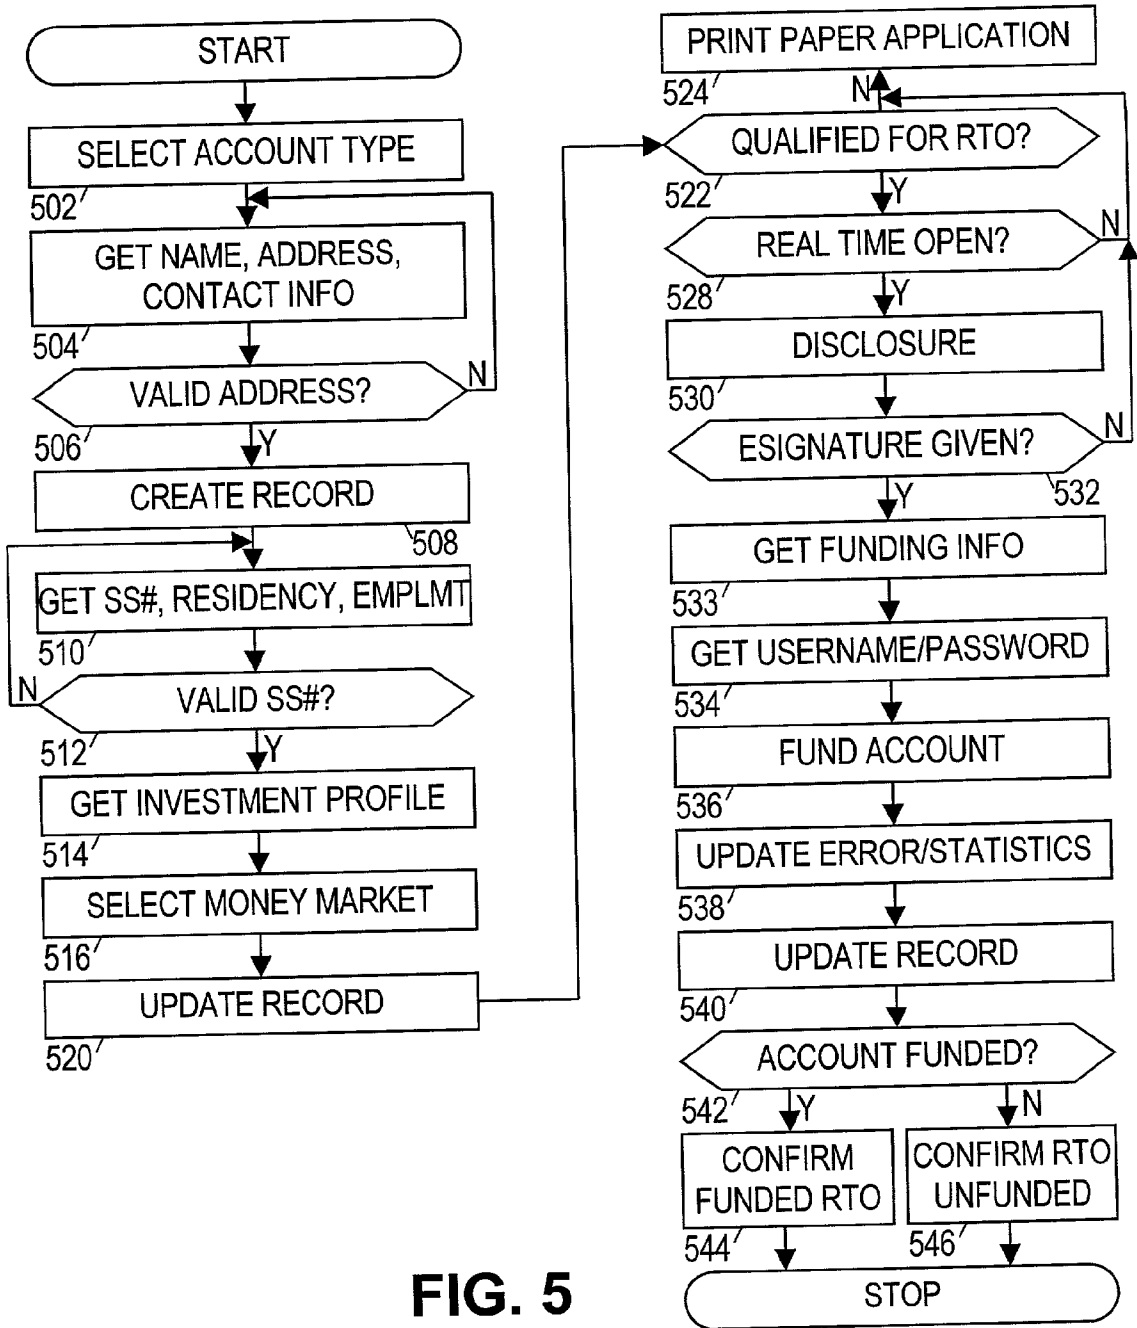 START
SELECT ACCOUNT TYPE
502
GET NAME, ADDRESS,
CONTACT INFO
504
VALID ADDRESS?
N
506
Y
CREATE RECORD
508
GET SS#, RESIDENCY, EMPLMT
510
N
VALID SS#?
512
Y
GET INVESTMENT PROFILE
514
SELECT MONEY MARKET
516
UPDATE RECORD
520
PRINT PAPER APPLICATION
524
N
QUALIFIED FOR RTO?
522
Y
REAL TIME OPEN?
N
528
Y
DISCLOSURE
530
ESIGNATURE GIVEN?
N
532
Y
GET FUNDING INFO
533
GET USERNAME/PASSWORD
534
FUND ACCOUNT
536
UPDATE ERROR/STATISTICS
538
UPDATE RECORD
540
ACCOUNT FUNDED?
542
Y
N
CONFIRM
FUNDED RTO
544
CONFIRM RTO
UNFUNDED
546
STOP
FIG. 5